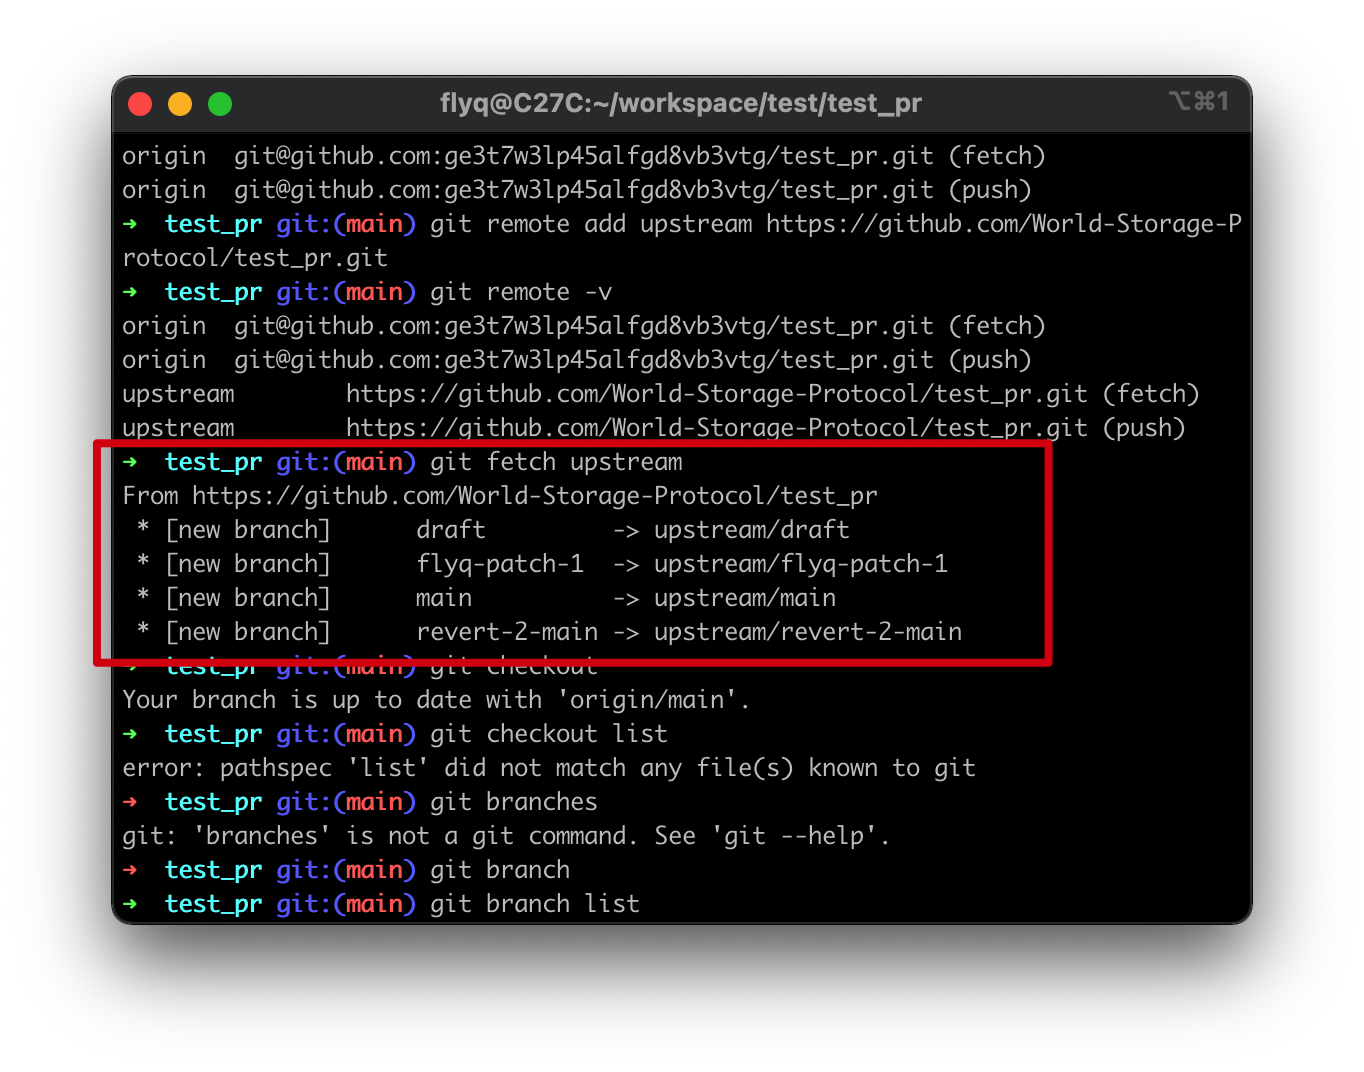 flyq@C27C:~/workspace/test/test_pr
⌥⌘1
origin  git@github.com:ge3t7w3lp45alfgd8vb3vtg/test_pr.git (fetch)
origin  git@github.com:ge3t7w3lp45alfgd8vb3vtg/test_pr.git (push)
➜  test_pr git:(main) git remote add upstream https://github.com/World-Storage-P
rotocol/test_pr.git
➜  test_pr git:(main) git remote -v
origin  git@github.com:ge3t7w3lp45alfgd8vb3vtg/test_pr.git (fetch)
origin  git@github.com:ge3t7w3lp45alfgd8vb3vtg/test_pr.git (push)
upstream        https://github.com/World-Storage-Protocol/test_pr.git (fetch)
upstream        https://github.com/World-Storage-Protocol/test_pr.git (push)
➜  test_pr git:(main) git fetch upstream
From https://github.com/World-Storage-Protocol/test_pr
 * [new branch]      draft         -> upstream/draft
 * [new branch]      flyq-patch-1  -> upstream/flyq-patch-1
 * [new branch]      main          -> upstream/main
 * [new branch]      revert-2-main -> upstream/revert-2-main
➜  test_pr git:(main) git checkout
Your branch is up to date with 'origin/main'.
➜  test_pr git:(main) git checkout list
error: pathspec 'list' did not match any file(s) known to git
➜  test_pr git:(main) git branches
git: 'branches' is not a git command. See 'git --help'.
➜  test_pr git:(main) git branch
➜  test_pr git:(main) git branch list